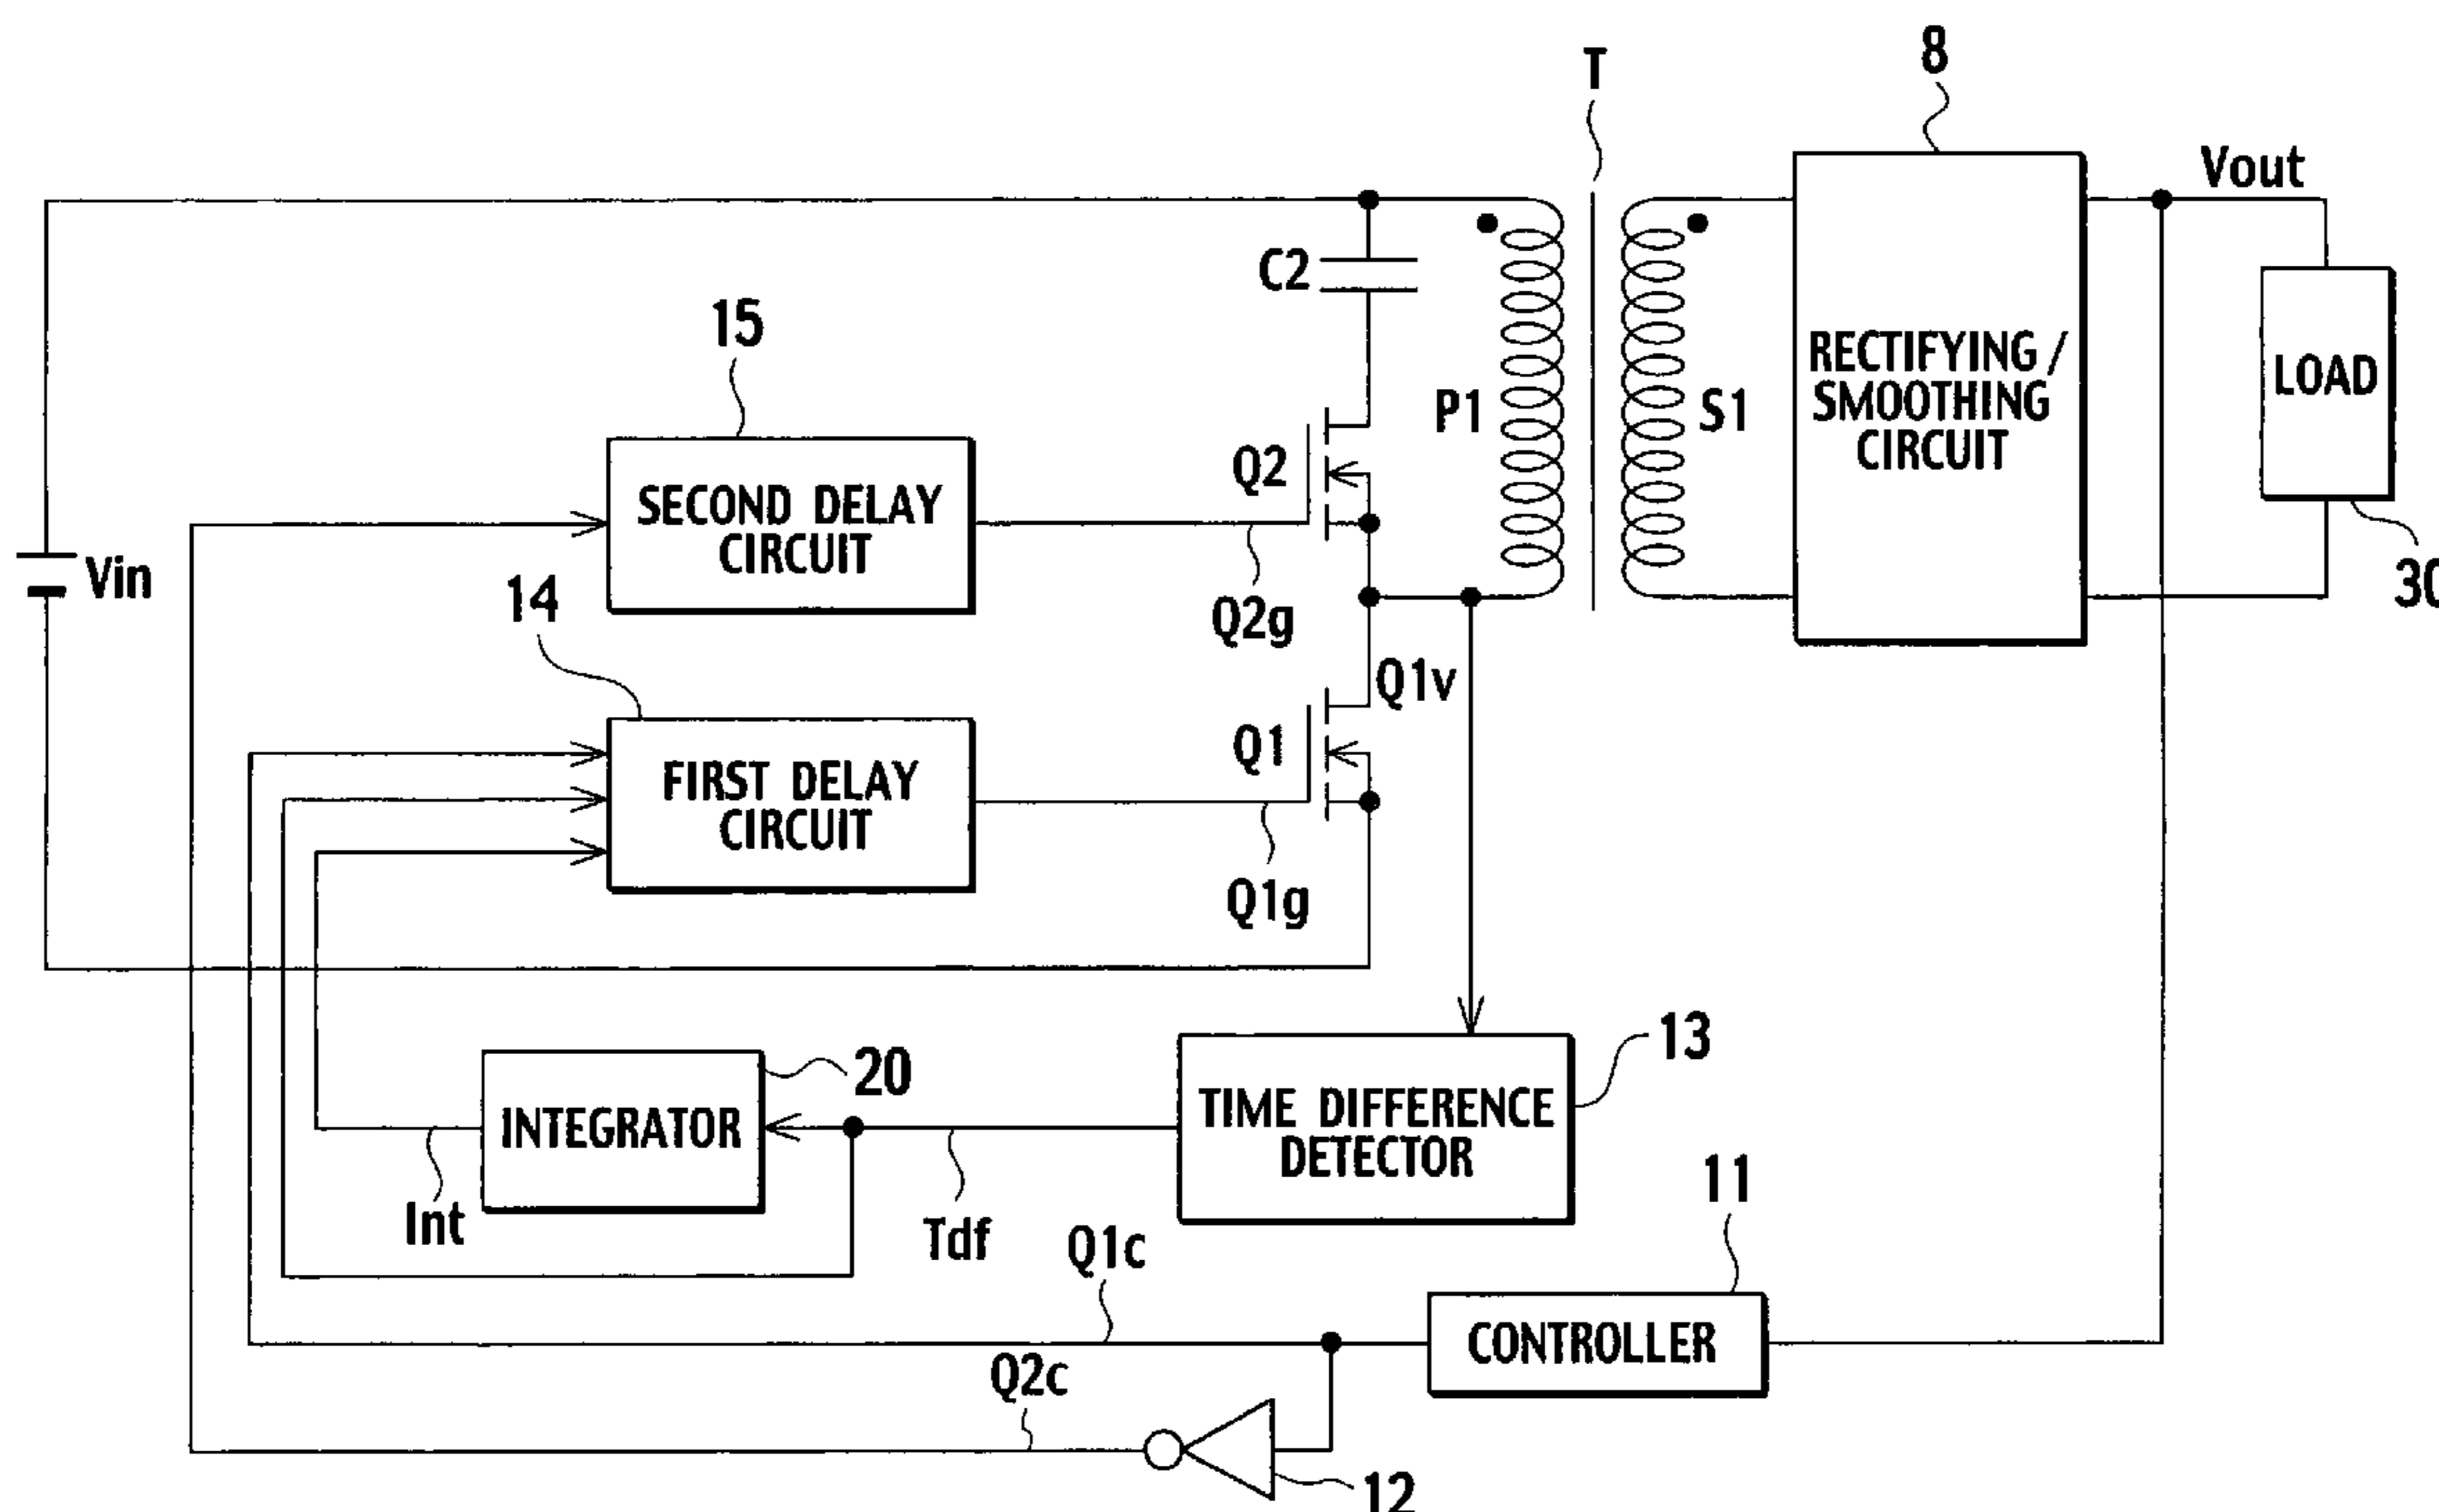 T
8
Vout
C2
15
P1
S1
RECTIFYING /
SMOOTHING
CIRCUIT
LOAD
Q2
SECOND DELAY
CIRCUIT
Vin
14
Q2g
30
Q1v
Q1
FIRST DELAY
CIRCUIT
Q1g
13
20
INTEGRATOR
TIME DIFFERENCE
DETECTOR
11
Int
Tdf
Q1c
CONTROLLER
Q2c
12